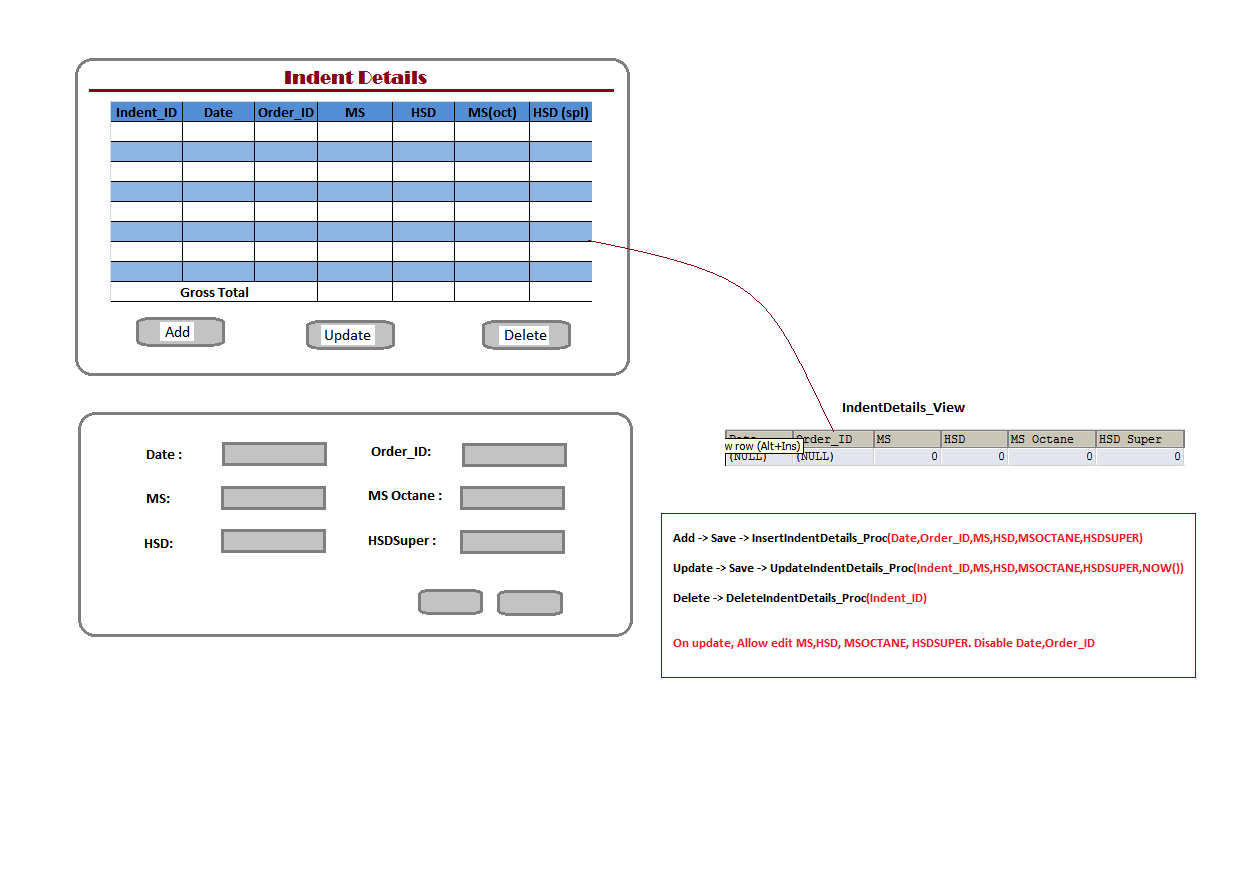 Indent Details
Indent_ID Date Order_ID MS HSD MS(oct) HSD (spl)
Gross Total
Add Update Delete
IndentDetails_View
Order_ID MS HSD MS Octane HSD Super
w row (Alt+Ins)
(NULL) (NULL) 0 0 0 0
Date : Order_ID:
MS: MS Octane :
HSD: HSDSuper :
Add -> Save -> InsertIndentDetails_Proc(Date,Order_ID,MS,HSD,MSOCTANE,HSDSUPER)
Update -> Save -> UpdateIndentDetails_Proc(Indent_ID,MS,HSD,MSOCTANE,HSDSUPER,NOW())
Delete -> DeleteIndentDetails_Proc(Indent_ID)
On update, Allow edit MS,HSD, MSOCTANE, HSDSUPER. Disable Date,Order_ID